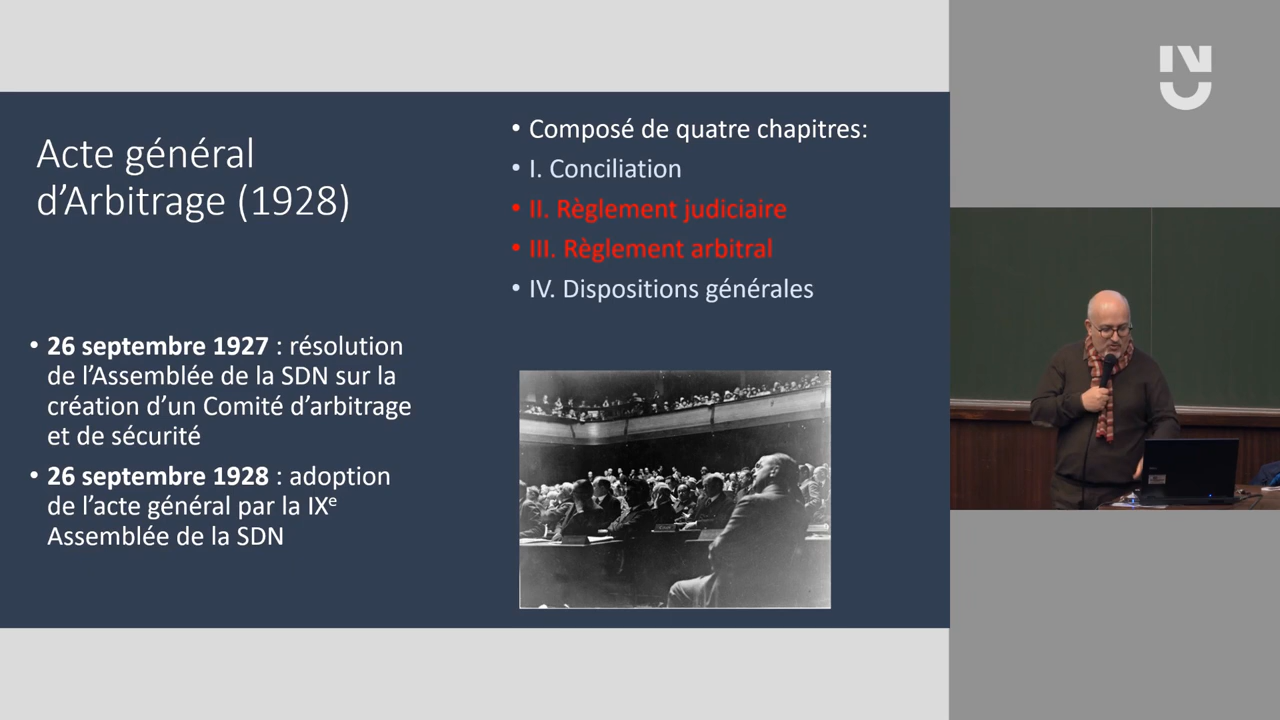 Acte général
d'Arbitrage (1928)
• 26 septembre 1927 : résolution
de l'Assemblée de la SDN sur la
création d'un Comité d'arbitrage
et de sécurité
• 26 septembre 1928 : adoption
de l'acte général par la IXe
Assemblée de la SDN
• Composé de quatre chapitres:
• I. Conciliation
• II. Règlement judiciaire
• III. Règlement arbitral
• IV. Dispositions générales